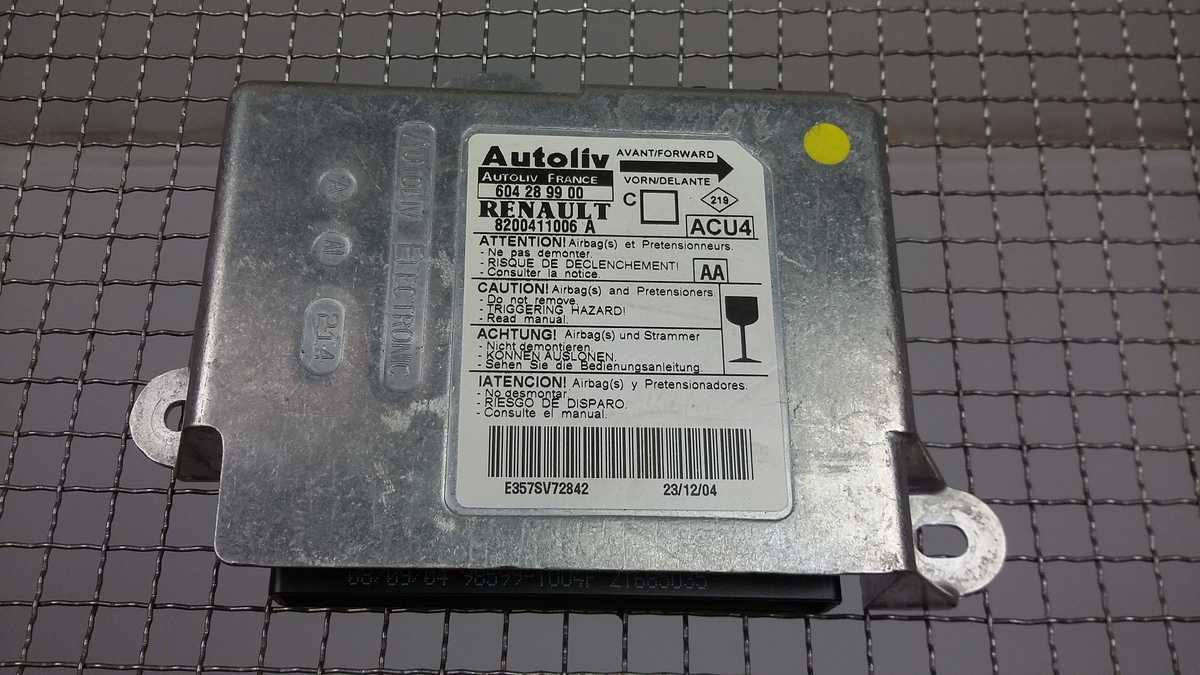 Autoliv
AUTOLIV FRANCE
604 28 99 00
RENAULT
8200411006 A
AVANT/FORWARD
VORN/DELANTE
C
219
ACU4
ATTENTION! Airbag(s) et Pretensionneurs.
- Ne pas demonter.
- RISQUE DE DECLENCHEMENT!
- Consulter la notice.
AA
CAUTION! Airbag(s) and Pretensioners.
- Do not remove.
- TRIGGERING HAZARD!
- Read manual.
ACHTUNG! Airbag(s) und Strammer
- Nicht demontieren.
- KÖNNEN AUSLÖNEN.
- Sehen Sie die Bedienungsanleitung.
!ATENCION! Airbag(s) y Pretensionadores.
- No desmontar.
- RIESGO DE DISPARO.
- Consulte el manual.
E357SV72842 23/12/04
AUTOLIV ELECTRONIC
A
N
214